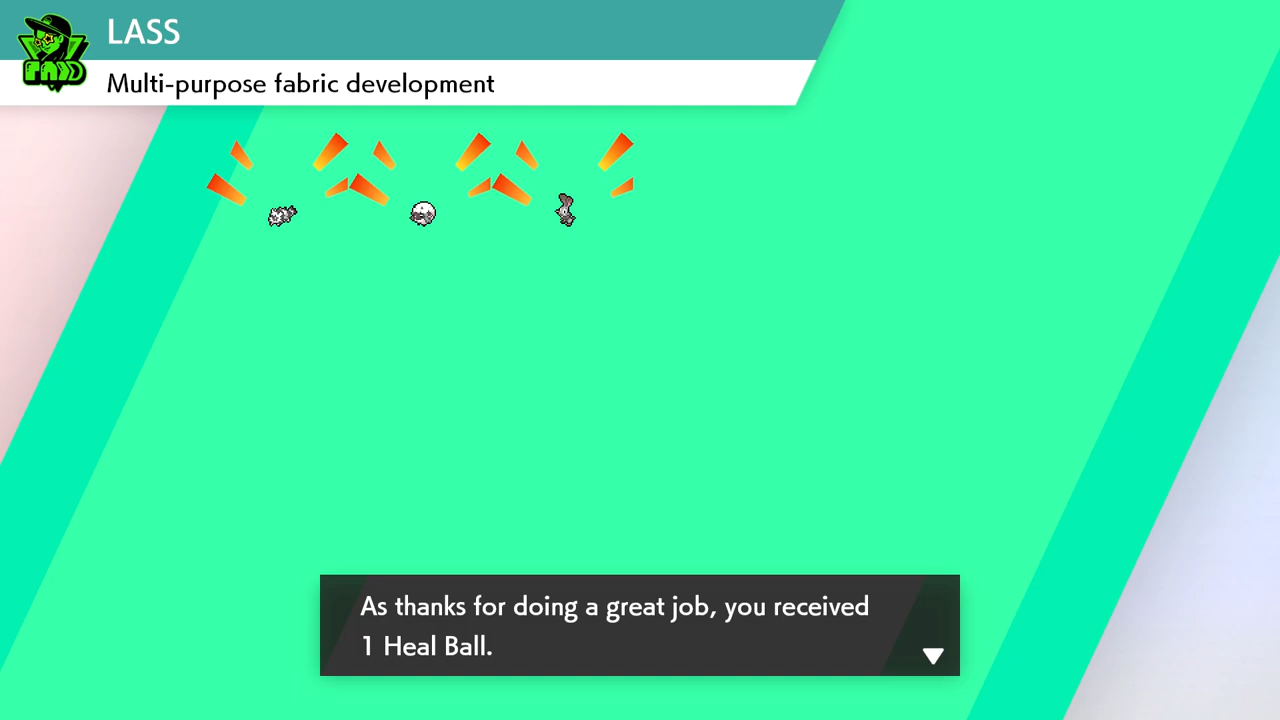 LASS
Multi-purpose fabric development
As thanks for doing a great job, you received
1 Heal Ball.